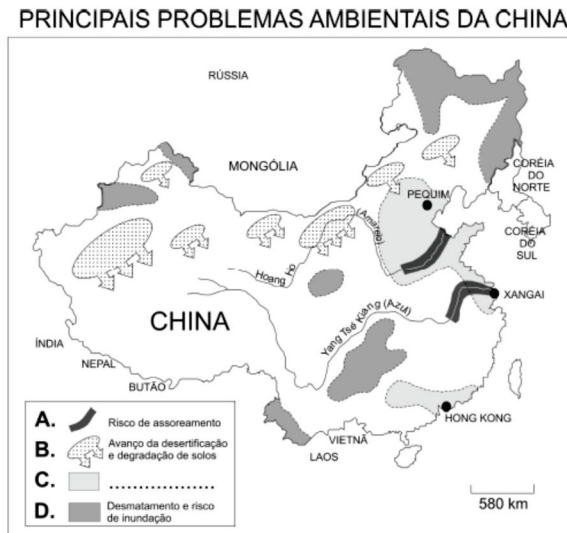 PRINCIPAIS PROBLEMAS AMBIENTAIS DA CHINA
RÚSSIA
MONGÓLIA
CORÉIA
DO
NORTE
PEQUIM
(Amarelo)
CORÉIA
DO
SUL
Hoang ho
XANGAI
CHINA
Yang Tsé Kiang (Azul)
ÍNDIA
NEPAL
BUTÃO
HONG KONG
VIETNÃ
LAOS
A. Risco de assoreamento
B. Avanço da desertificação
e degradação de solos
C. ...................
D. Desmatamento e risco
de inundação
580 km